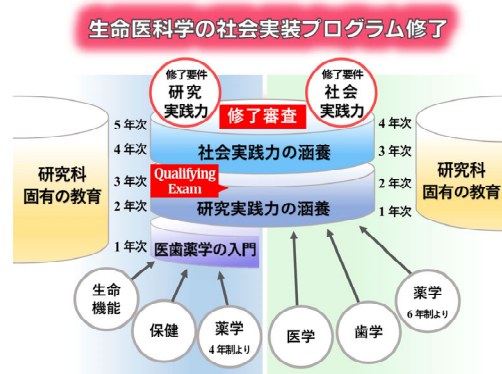 生命医科学の社会実装プログラム修了
修了要件
研究
実践力
修了要件
社会
実践力
修了審査
5年次
4年次
4年次
3年次
社会実践力の涵養
研究科
固有の教育
研究科
固有の教育
Qualifying
Exam
3年次
2年次
2年次
1年次
研究実践力の涵養
1年次
医歯薬学の入門
生命
機能
保健
薬学
4年制より
医学
歯学
薬学
6年制より